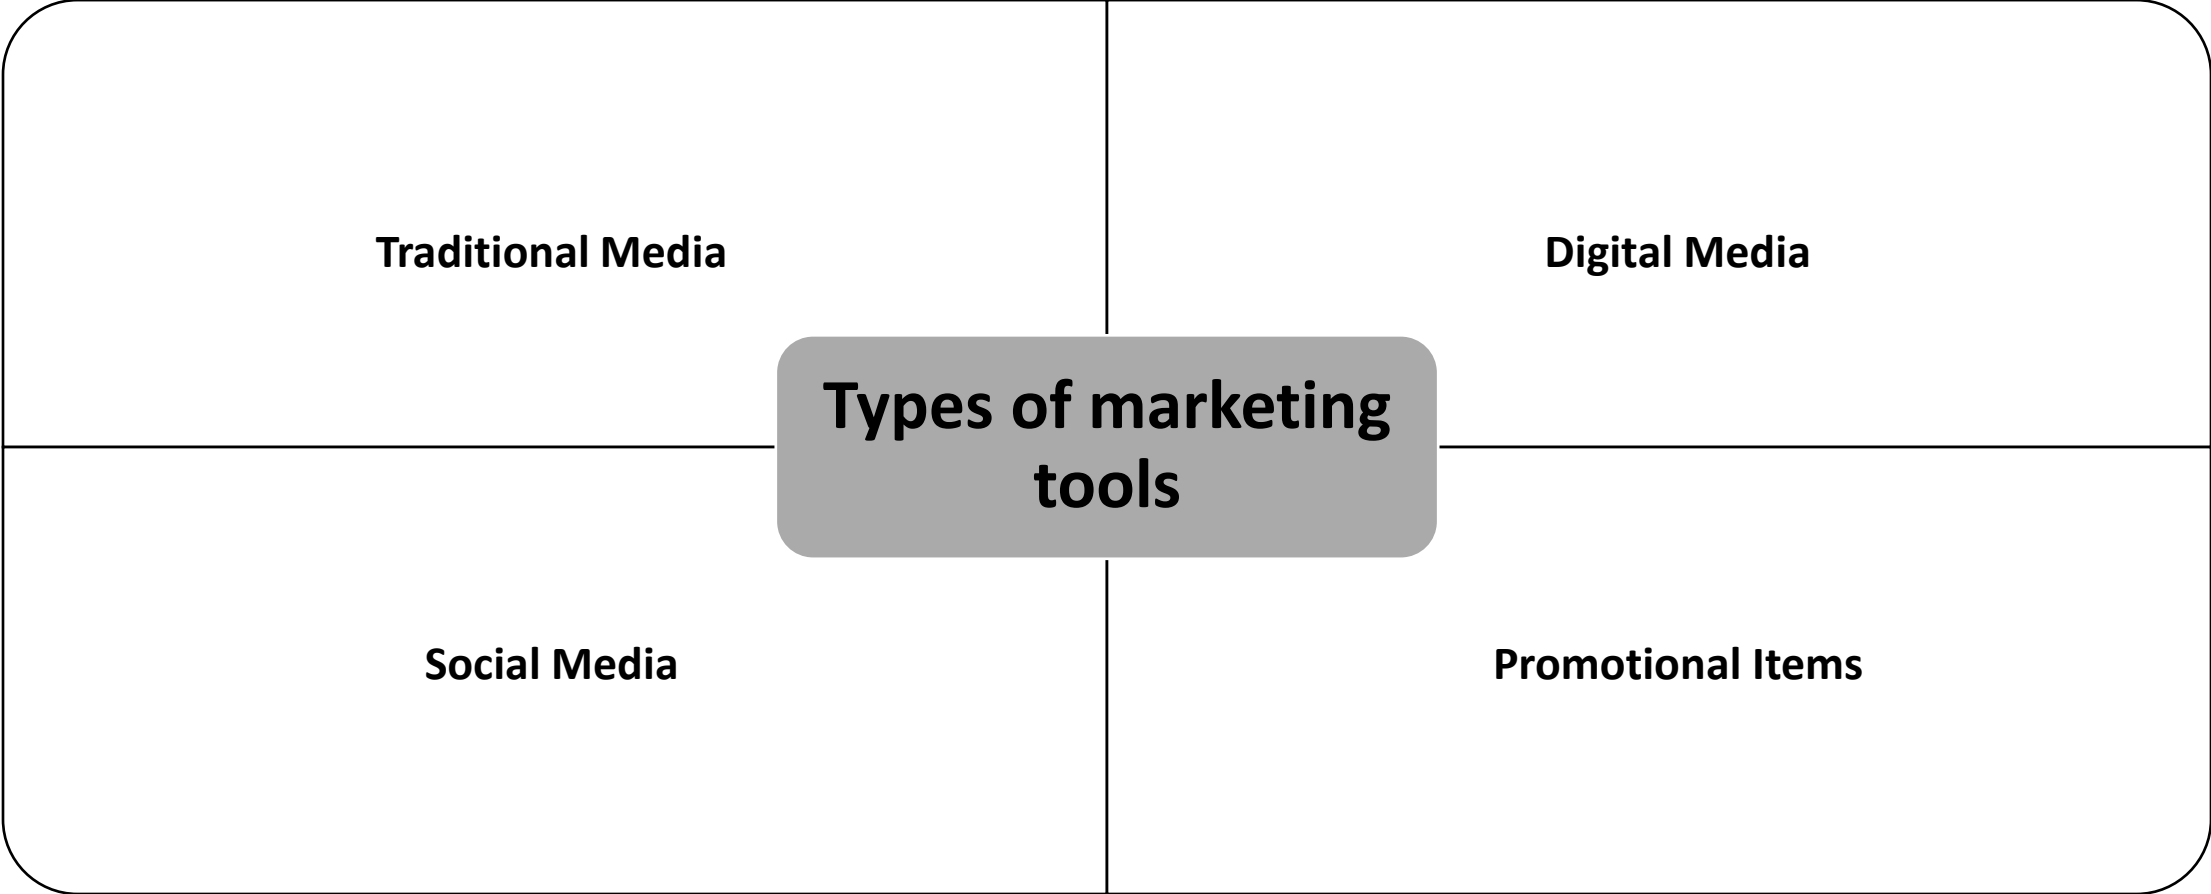 Traditional Media
Digital Media
Types of marketing
tools
Social Media
Promotional Items